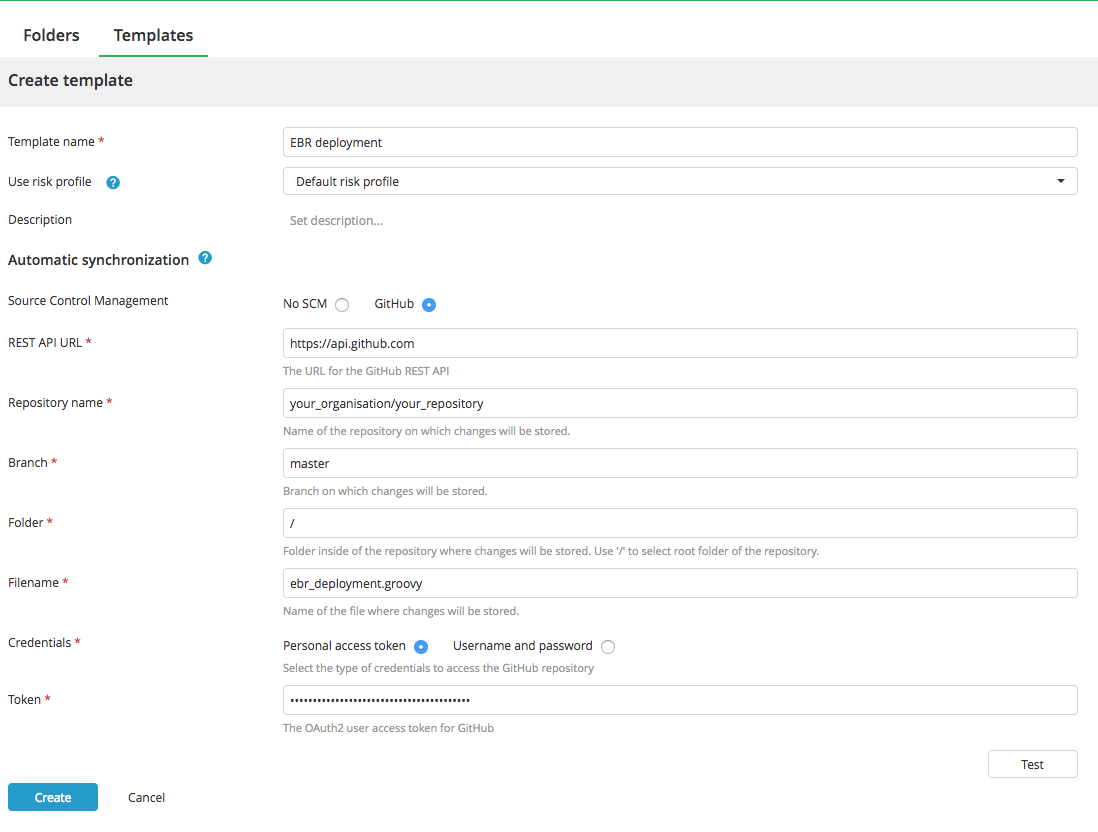 Folders Templates
Create template
Template name * EBR deployment
Use risk profile ? Default risk profile
Description Set description...
Automatic synchronization ?
Source Control Management No SCM GitHub
REST API URL * https://api.github.com
The URL for the GitHub REST API
Repository name * your_organisation/your_repository
Name of the repository on which changes will be stored.
Branch * master
Branch on which changes will be stored.
Folder * /
Folder inside of the repository where changes will be stored. Use '/' to select root folder of the repository.
Filename * ebr_deployment.groovy
Name of the file where changes will be stored.
Credentials * Personal access token Username and password
Select the type of credentials to access the GitHub repository
Token * ••••••••••••••••••••••••••••••••••••••••
The OAuth2 user access token for GitHub
Test
Create Cancel